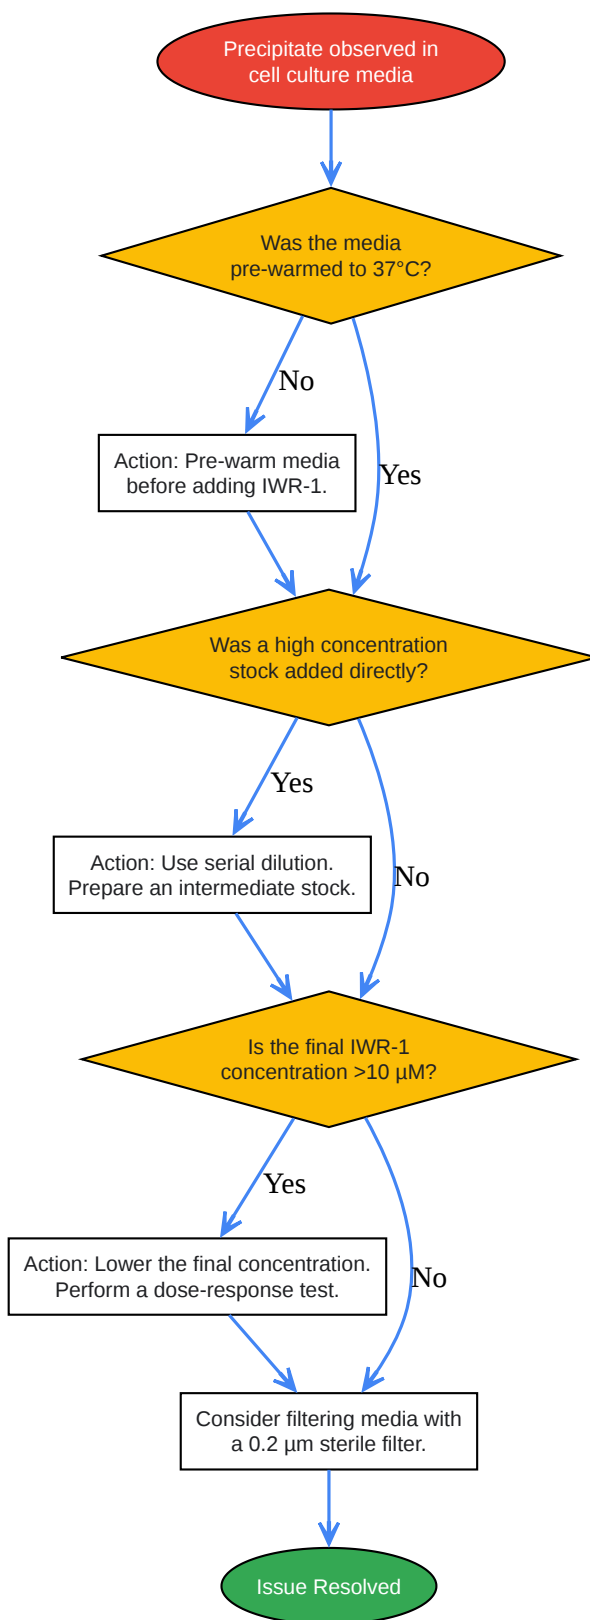 Precipitate observed in
cell culture media
Was the media
pre-warmed to 37°C?
No
Action: Pre-warm media
before adding IWR-1.
Yes
Was a high concentration
stock added directly?
Yes
Action: Use serial dilution.
Prepare an intermediate stock.
No
Is the final IWR-1
concentration >10 µM?
Yes
Action: Lower the final concentration.
Perform a dose-response test.
No
Consider filtering media with
a 0.2 µm sterile filter.
Issue Resolved